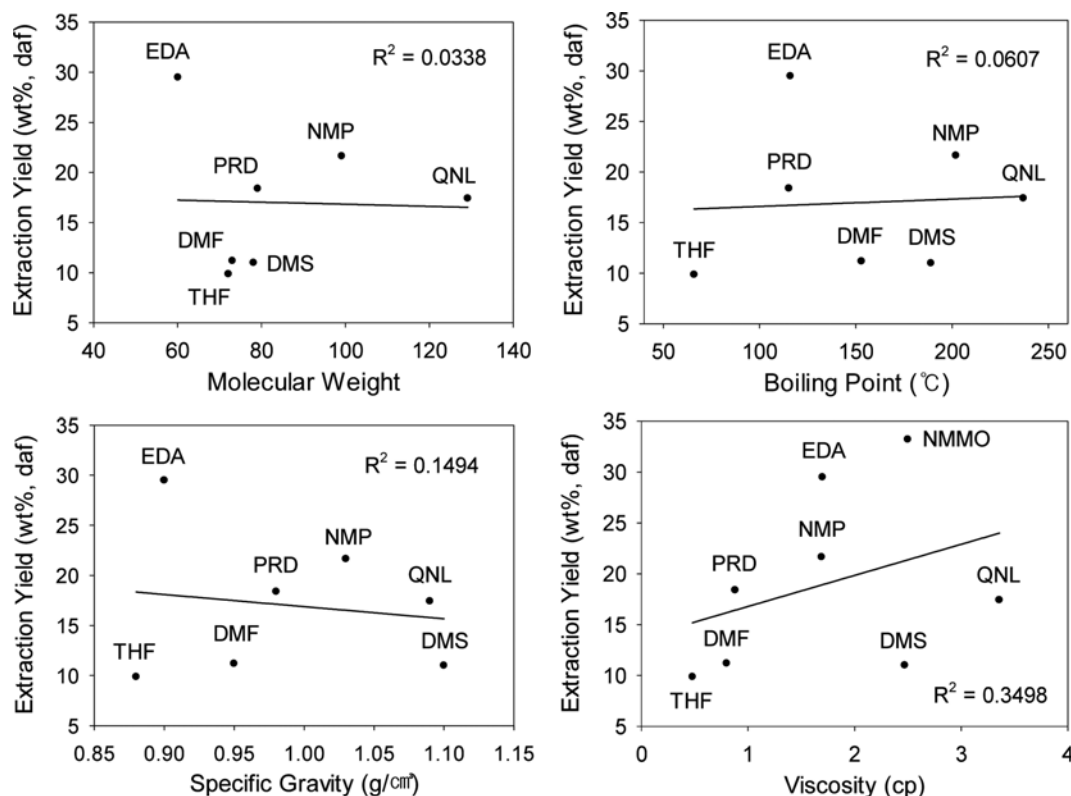 Extraction Yield (wt%, daf)
35
30
25
20
15
10
5
EDA
R² = 0.0338
NMP
PRD
QNL
DMF
DMS
THF
40 60 80 100 120 140
Molecular Weight
Extraction Yield (wt%, daf)
35
30
25
20
15
10
5
EDA
R² = 0.0607
NMP
PRD
QNL
DMF
DMS
THF
50 100 150 200 250
Boiling Point (℃)
Extraction Yield (wt%, daf)
35
30
25
20
15
10
5
EDA
R² = 0.1494
NMP
PRD
QNL
DMF
DMS
THF
0.85 0.90 0.95 1.00 1.05 1.10 1.15
Specific Gravity (g/㎤)
Extraction Yield (wt%, daf)
35
30
25
20
15
10
5
NMMO
EDA
NMP
PRD
QNL
DMF
DMS
THF
R² = 0.3498
0 1 2 3 4
Viscosity (cp)